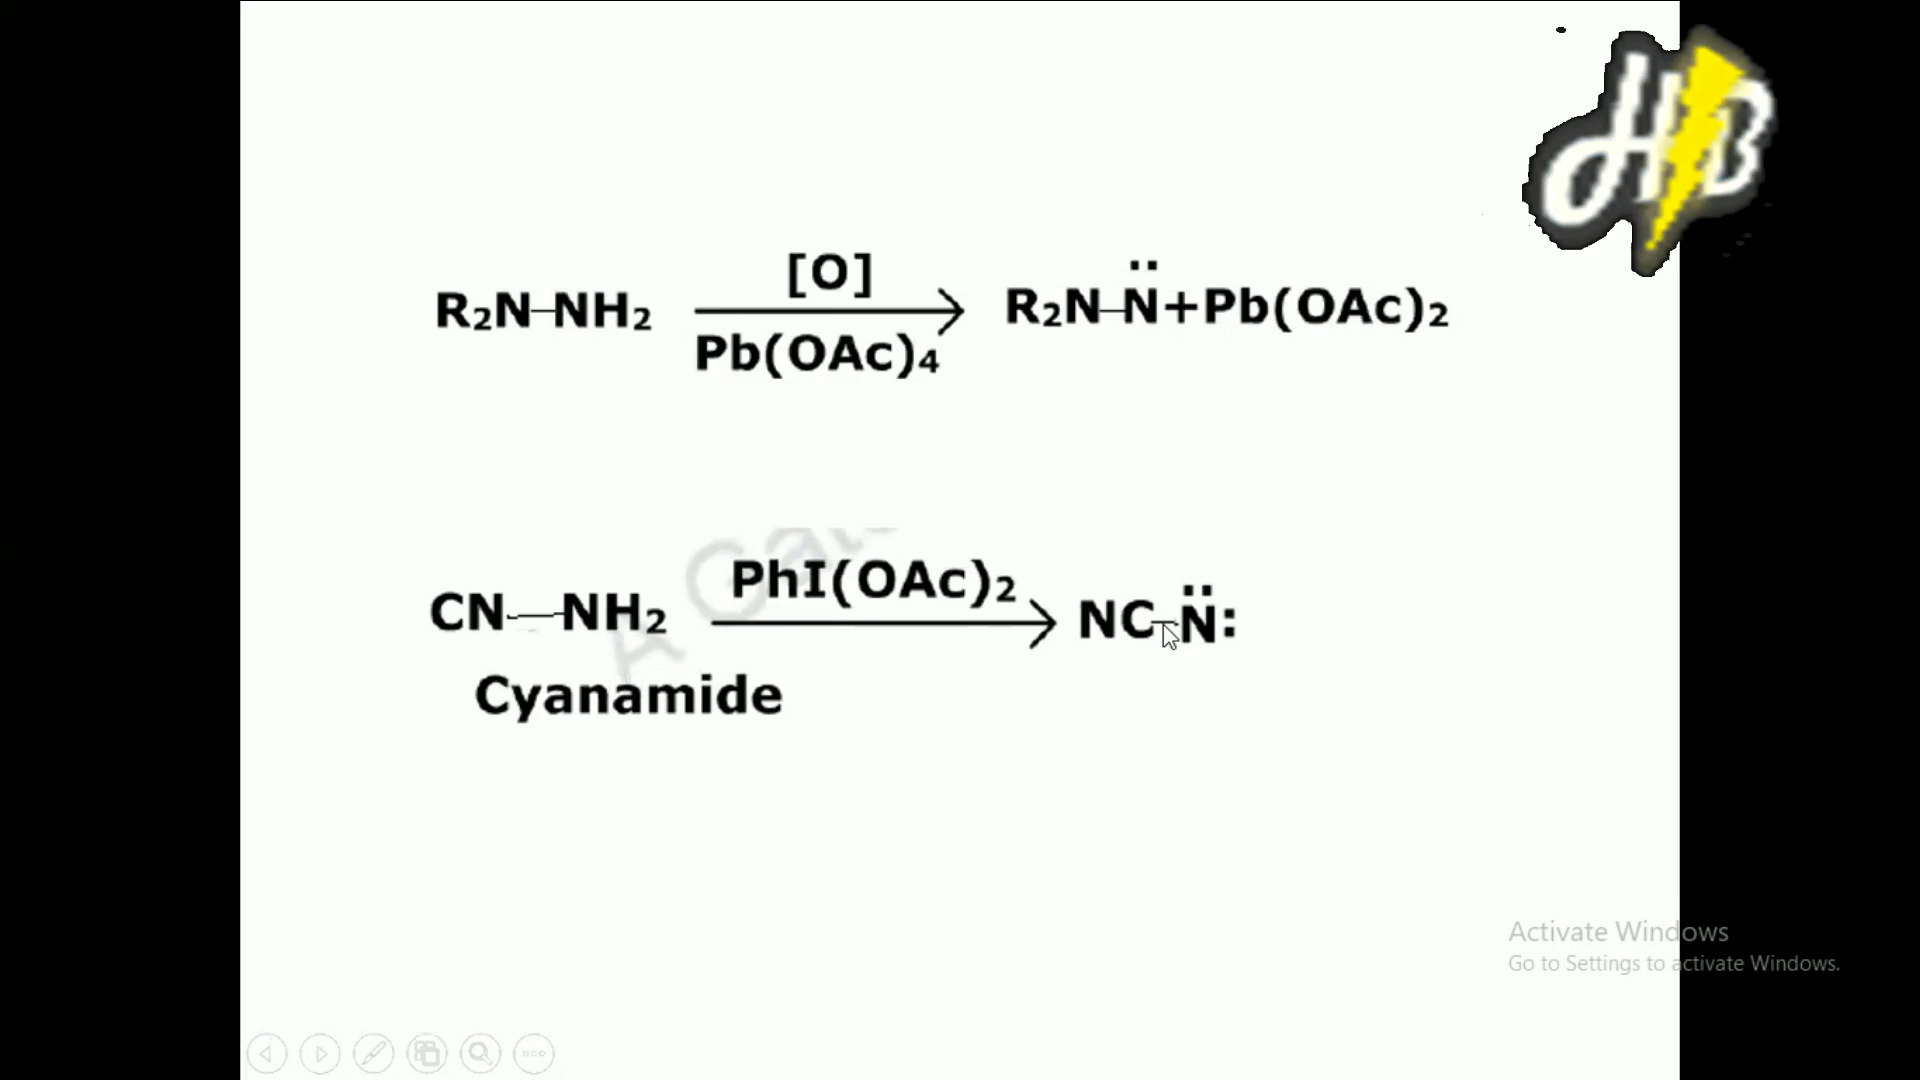 HB
[O]
R₂N–NH₂ → R₂N–N̈+Pb(OAc)₂
Pb(OAc)₄
PhI(OAc)₂
CN–NH₂ → NC–N̈:
Cyanamide
Activate Windows
Go to Settings to activate Windows.